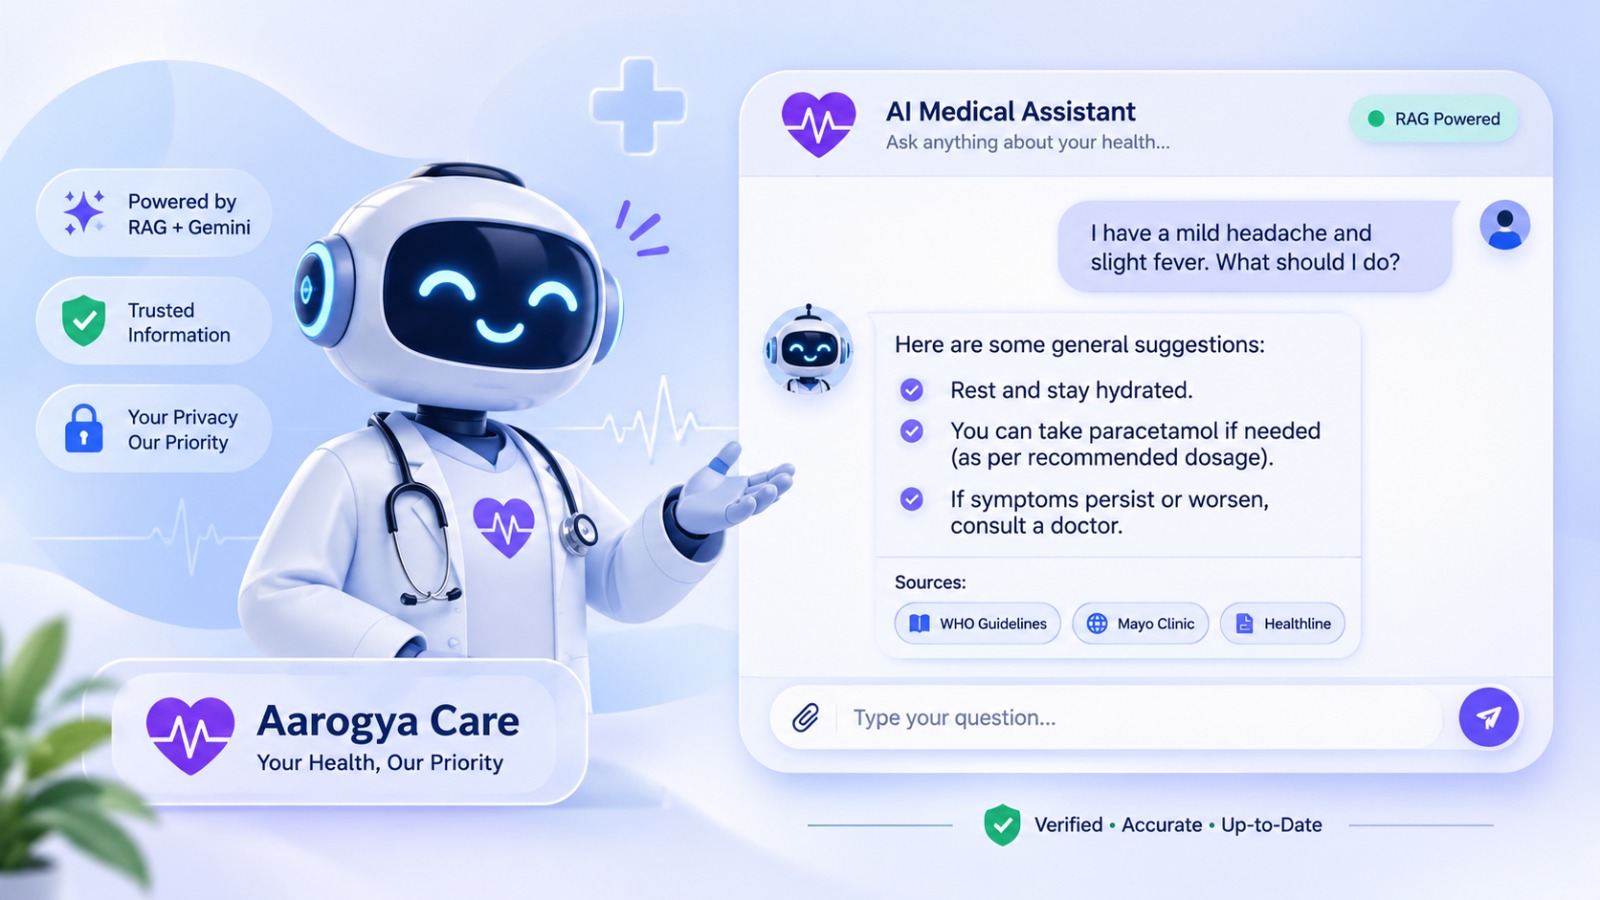 Powered by
RAG + Gemini
Trusted
Information
Your Privacy
Our Priority
Aarogya Care
Your Health, Our Priority
AI Medical Assistant
Ask anything about your health...
RAG Powered
I have a mild headache and
slight fever. What should I do?
Here are some general suggestions:
Rest and stay hydrated.
You can take paracetamol if needed
(as per recommended dosage).
If symptoms persist or worsen,
consult a doctor.
Sources:
WHO Guidelines
Mayo Clinic
Healthline
Type your question...
Verified • Accurate • Up-to-Date